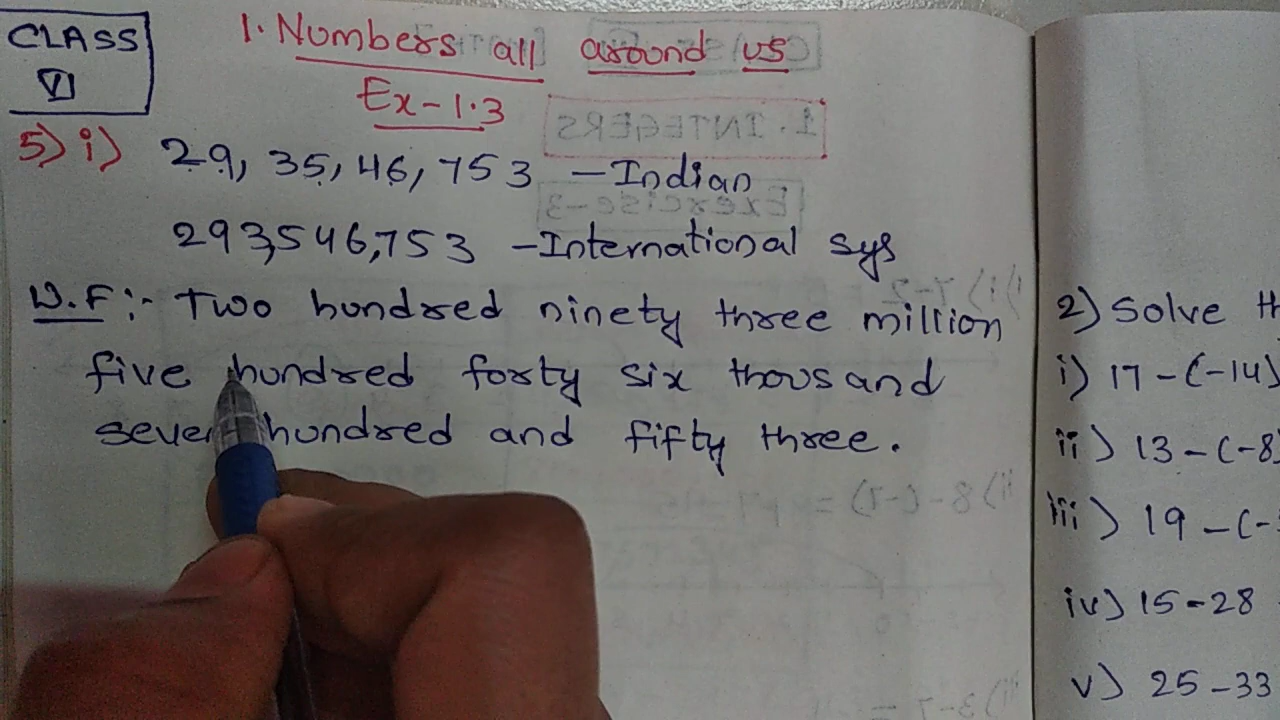 CLASS
VI
1. Numbers all around us
Ex-1.3
5) i) 29, 35, 46, 753 - Indian
293,546,753 - International sys
W.F:- Two hundred ninety three million
five hundred forty six thousand
seven hundred and fifty three.
2) Solve th
i) 17-(-14)
ii) 13-(-8)
iii) 19-(-
iv) 15-28
v) 25-33